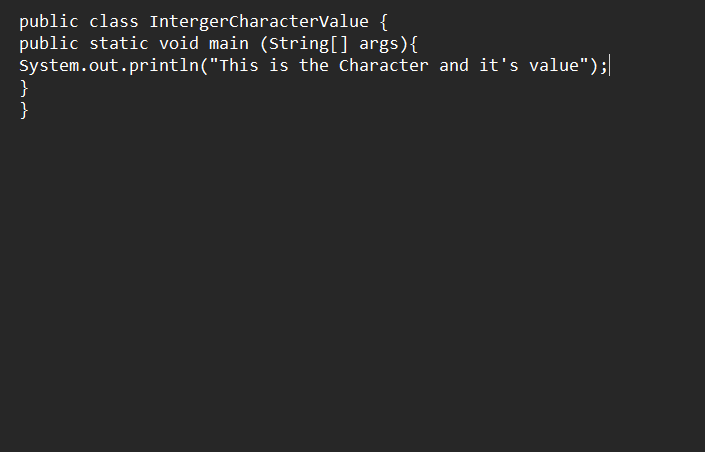 public class IntergerCharacterValue {
public static void main (String[] args){
System.out.println("This is the Character and it's value");
}
}